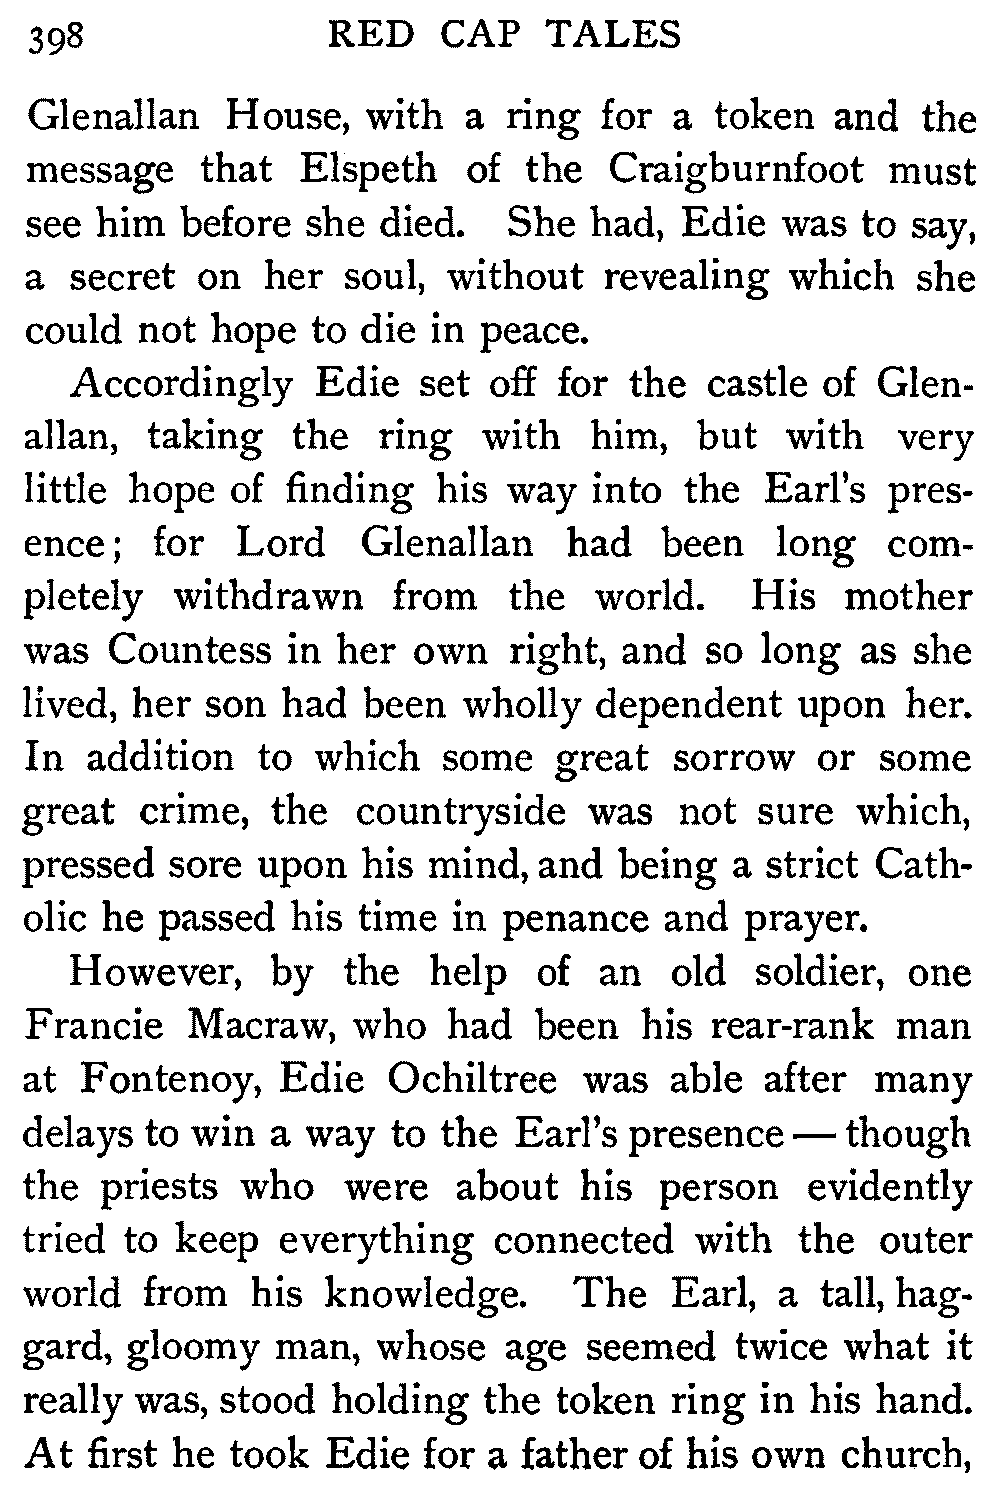 398 RED CAP TALES
Glenallan House, with a ring for a token and the
message that Elspeth of the Craigburnfoot must
see him before she died. She had, Edie was to say,
a secret on her soul, without revealing which she
could not hope to die in peace.
Accordingly Edie set off for the castle of Glen-
allan, taking the ring with him, but with very
little hope of finding his way into the Earl's pres-
ence; for Lord Glenallan had been long com-
pletely withdrawn from the world. His mother
was Countess in her own right, and so long as she
lived, her son had been wholly dependent upon her.
In addition to which some great sorrow or some
great crime, the countryside was not sure which,
pressed sore upon his mind, and being a strict Cath-
olic he passed his time in penance and prayer.
However, by the help of an old soldier, one
Francie Macraw, who had been his rear-rank man
at Fontenoy, Edie Ochiltree was able after many
delays to win a way to the Earl's presence — though
the priests who were about his person evidently
tried to keep everything connected with the outer
world from his knowledge. The Earl, a tall, hag-
gard, gloomy man, whose age seemed twice what it
really was, stood holding the token ring in his hand.
At first he took Edie for a father of his own church,